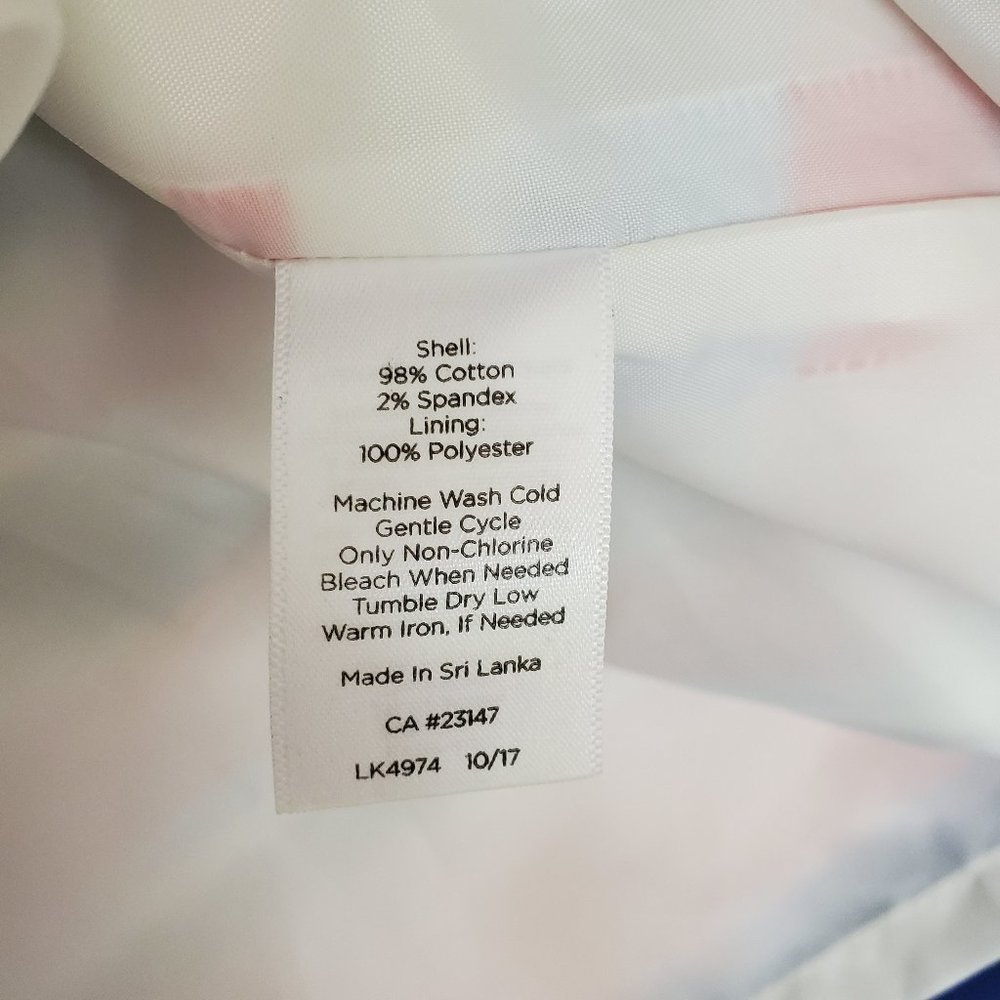 Shell:
98% Cotton
2% Spandex
Lining:
100% Polyester
Machine Wash Cold
Gentle Cycle
Only Non-Chlorine
Bleach When Needed
Tumble Dry Low
Warm Iron, If Needed
Made In Sri Lanka
CA #23147
LK4974 10/17